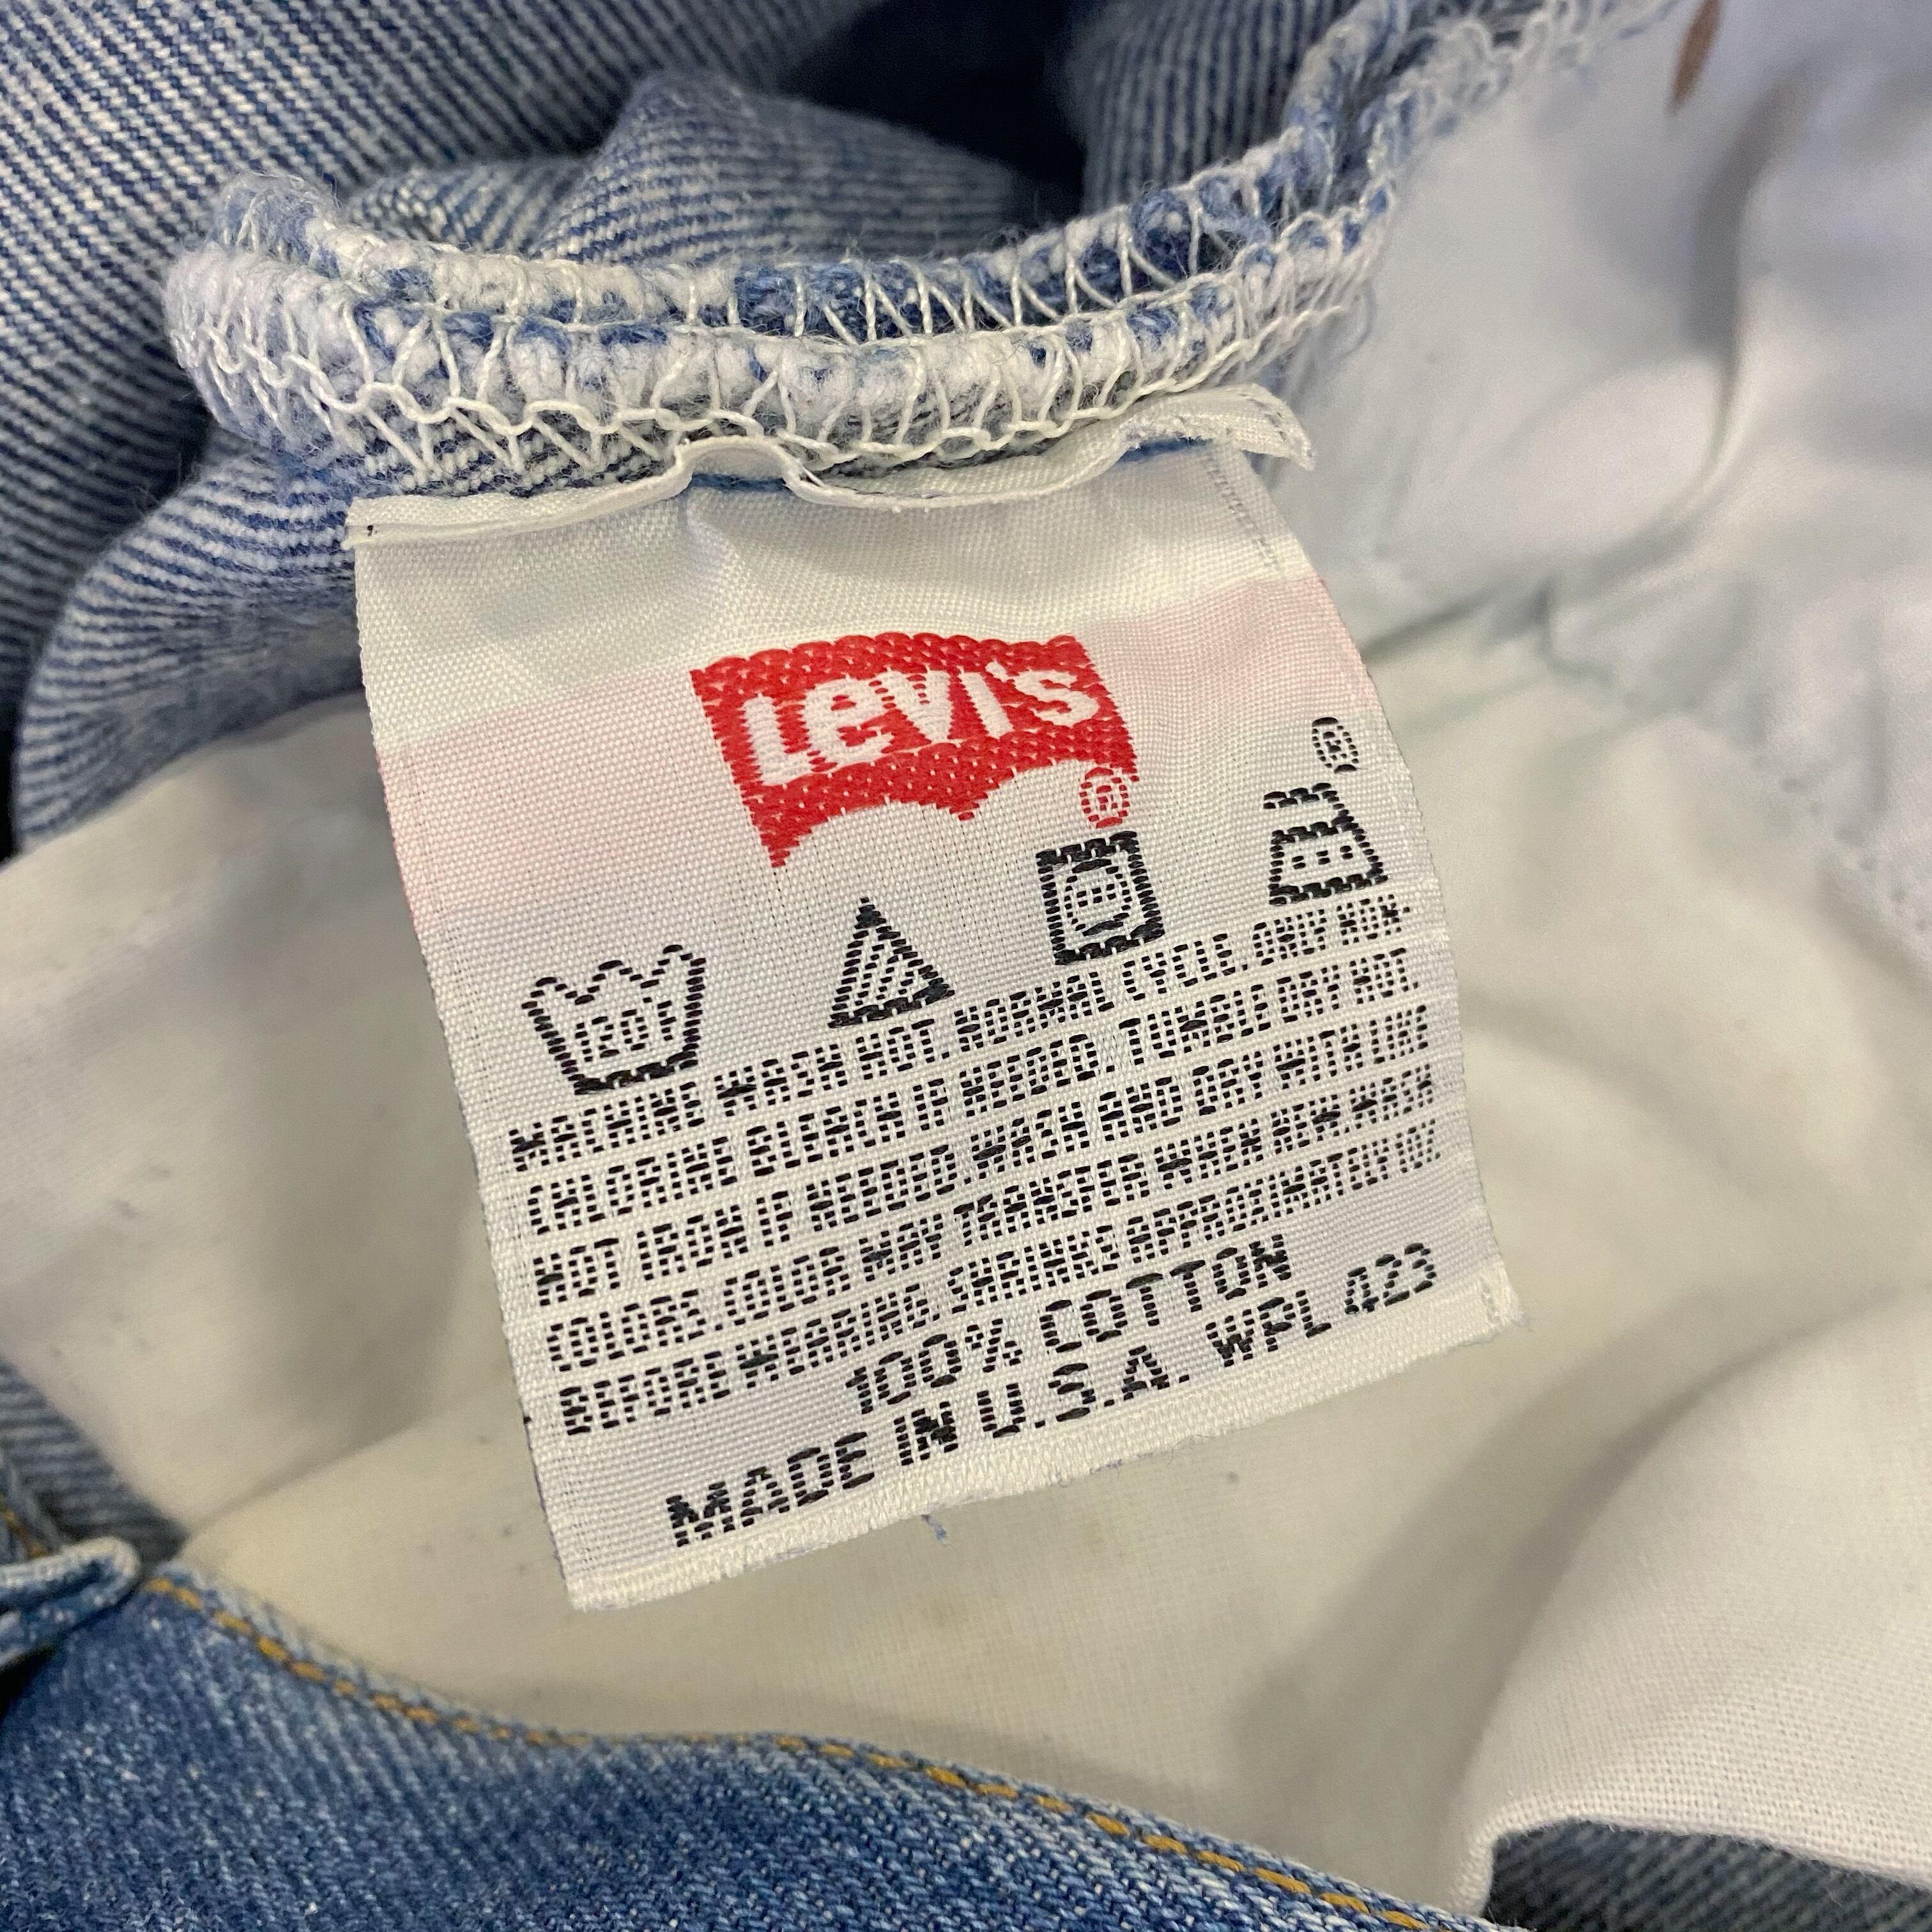 Levi's
®
®
120F
MACHINE WASH HOT. NORMAL CYCLE. ONLY NON-
CHLORINE BLEACH IF NEEDED. TUMBLE DRY HOT.
HOT IRON IF NEEDED. WASH AND DRY WITH LIKE
COLORS. COLOR MAY TRANSFER WHEN NEW. WASH
BEFORE WEARING. SHRINKS APPROXIMATELY 10%.
100% COTTON
MADE IN U.S.A. WPL 423